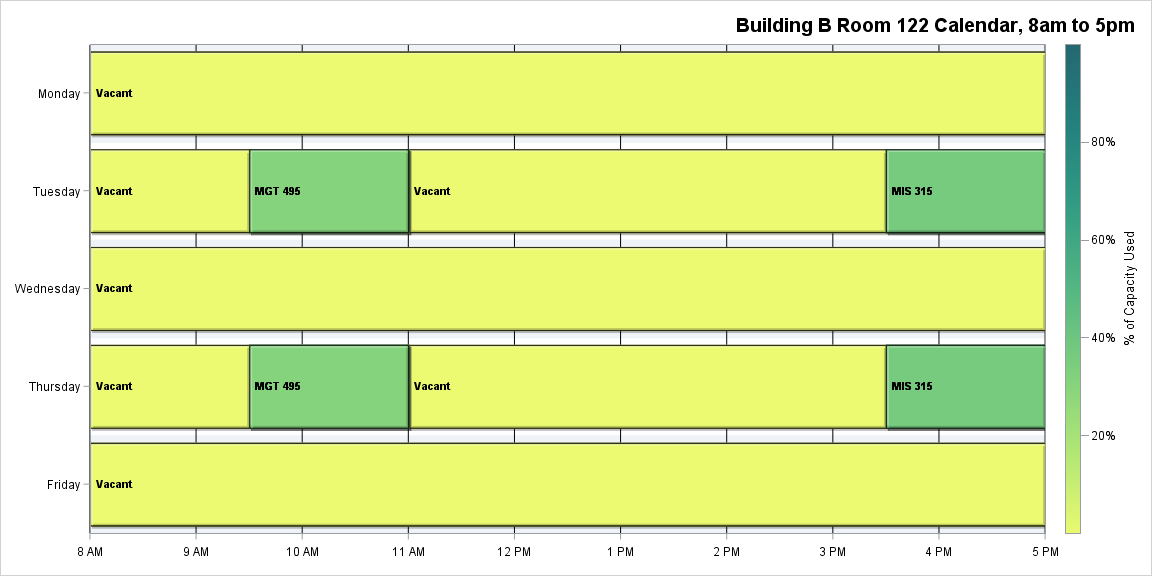 Building B Room 122 Calendar, 8am to 5pm
Monday
Vacant
80%
Tuesday
Vacant
MGT 495
Vacant
MIS 315
60%
% of Capacity Used
Wednesday
Vacant
40%
Thursday
Vacant
MGT 495
Vacant
MIS 315
20%
Friday
Vacant
8 AM
9 AM
10 AM
11 AM
12 PM
1 PM
2 PM
3 PM
4 PM
5 PM